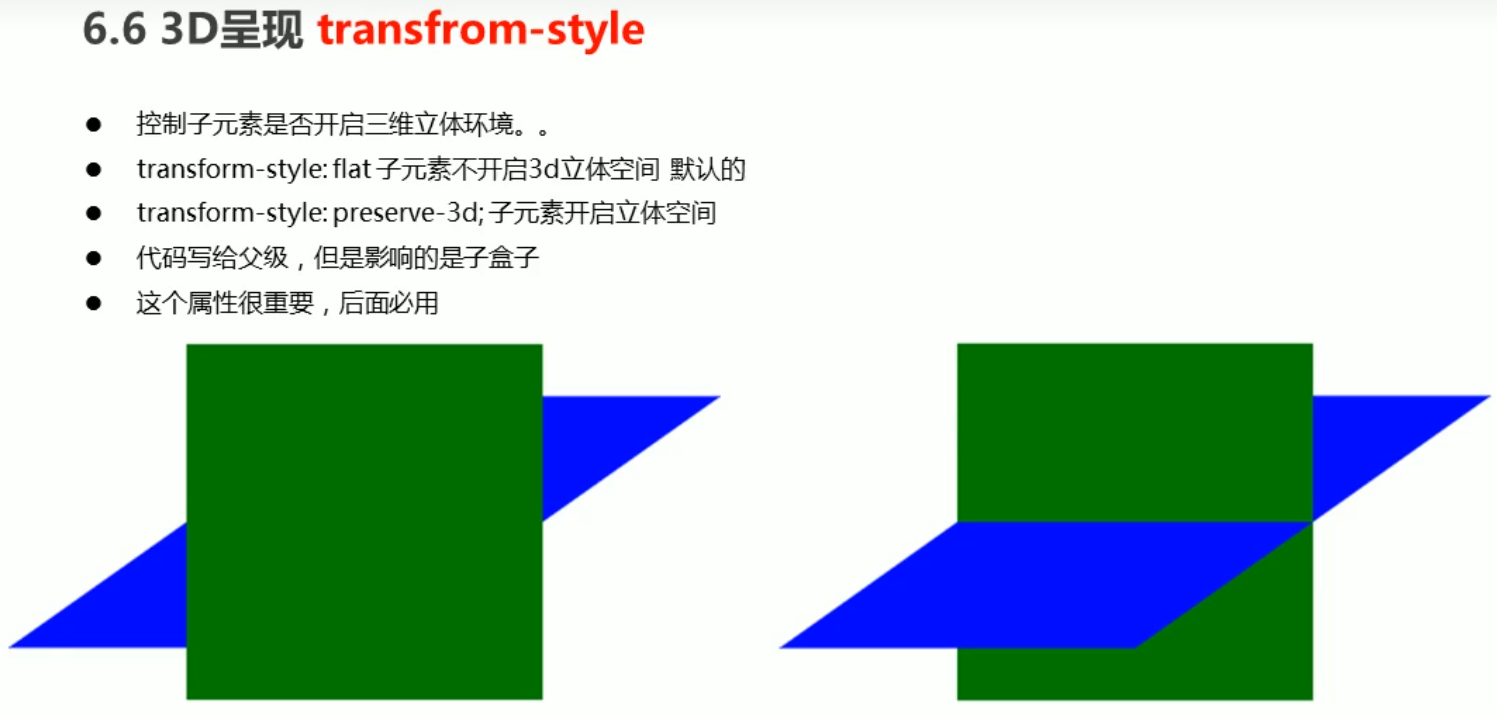 6.6 3D呈现 transfrom-style
● 控制子元素是否开启三维立体环境。。
● transform-style: flat 子元素不开启3d立体空间 默认的
● transform-style: preserve-3d; 子元素开启立体空间
● 代码写给父级，但是影响的是子盒子
● 这个属性很重要，后面必用